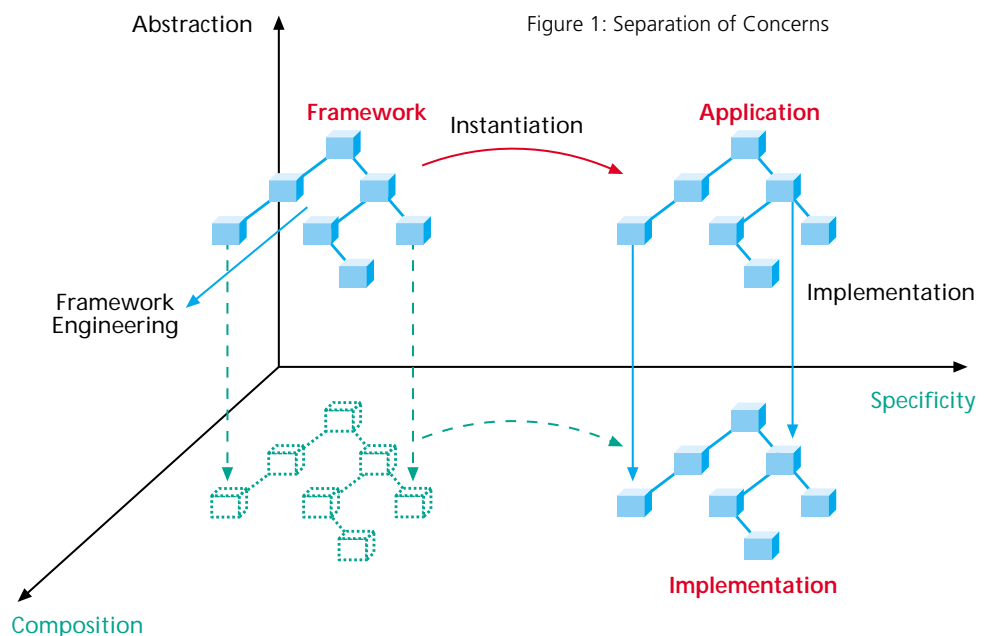 Abstraction
Figure 1: Separation of Concerns
Framework
Instantiation
Application
Framework
Engineering
Implementation
Specificity
Implementation
Composition